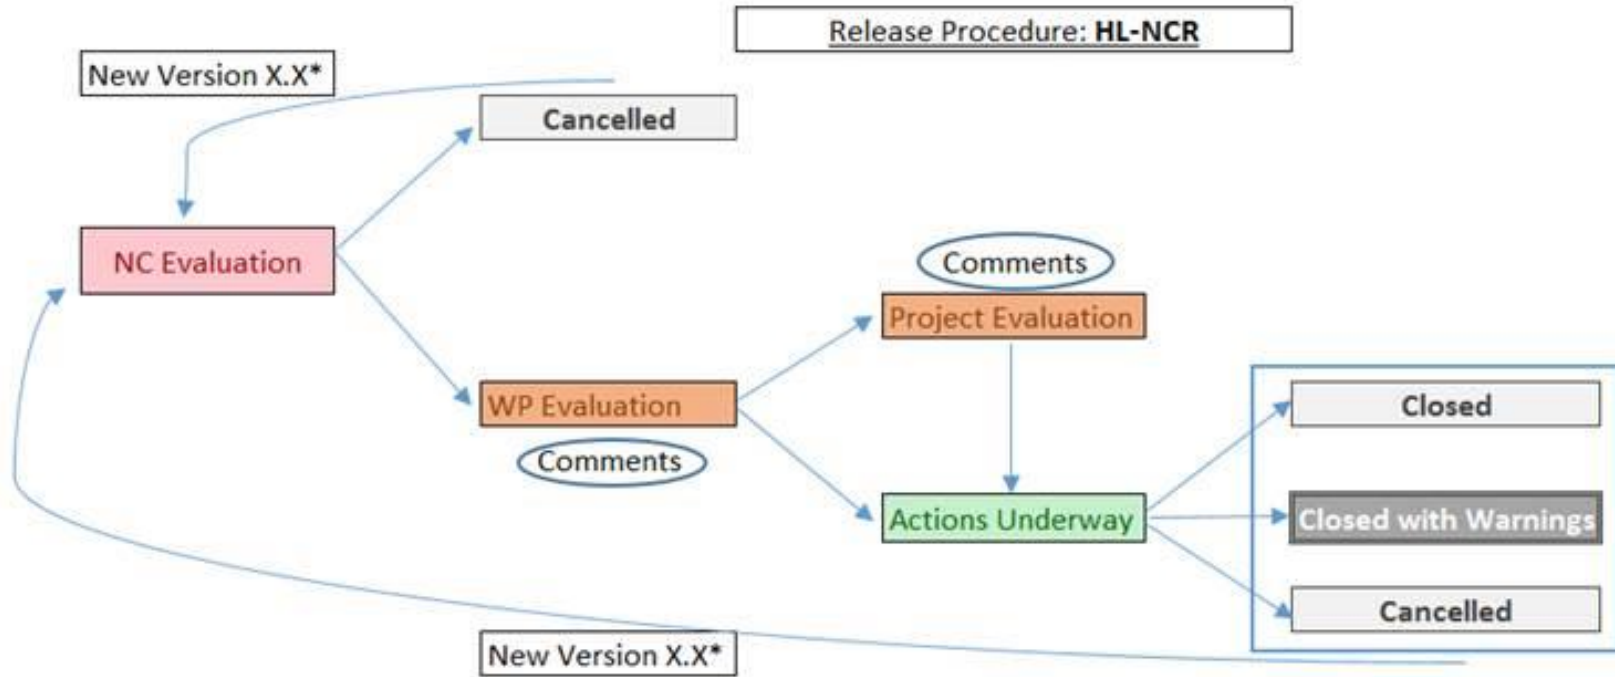 Release Procedure: HL-NCR
New Version X.X*
Cancelled
NC Evaluation
Comments
Project Evaluation
WP Evaluation
Comments
Closed
Actions Underway
Closed with Warnings
Cancelled
New Version X.X*